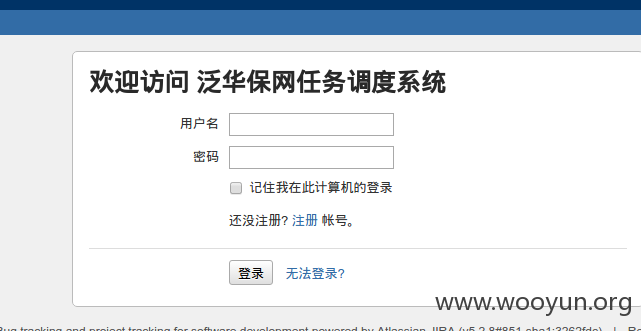 欢迎访问 泛华保网任务调度系统
用户名
密码
记住我在此计算机的登录
还没注册? 注册 帐号。
登录 无法登录?
www.wooyun.org
Bug tracking and project tracking for software development powered by Atlassian JIRA (v5.2.8#851-sha1:3262fdc) |